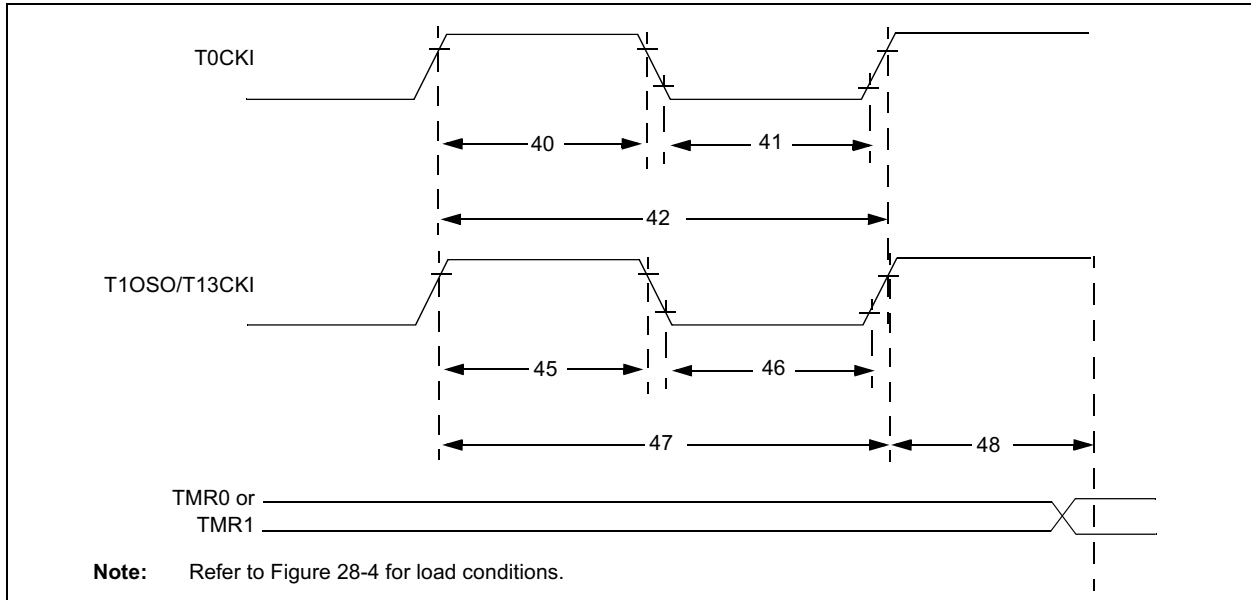 T0CKI
40
41
42
T1OSO/T13CKI
45
46
47
48
TMR0 or
TMR1
Note: Refer to Figure 28-4 for load conditions.